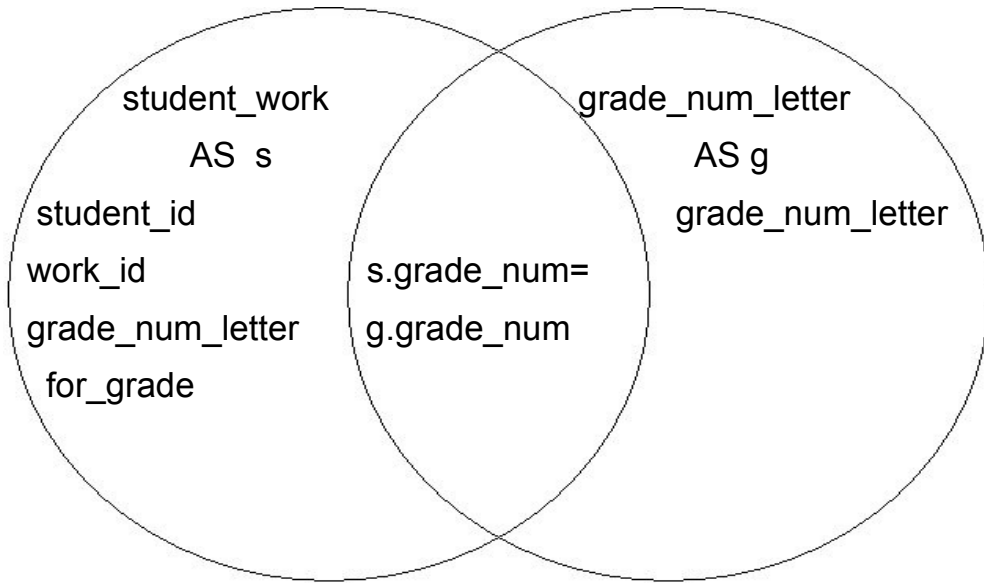 student_work
AS s
student_id
work_id
grade_num_letter
for_grade
s.grade_num=
g.grade_num
grade_num_letter
AS g
grade_num_letter